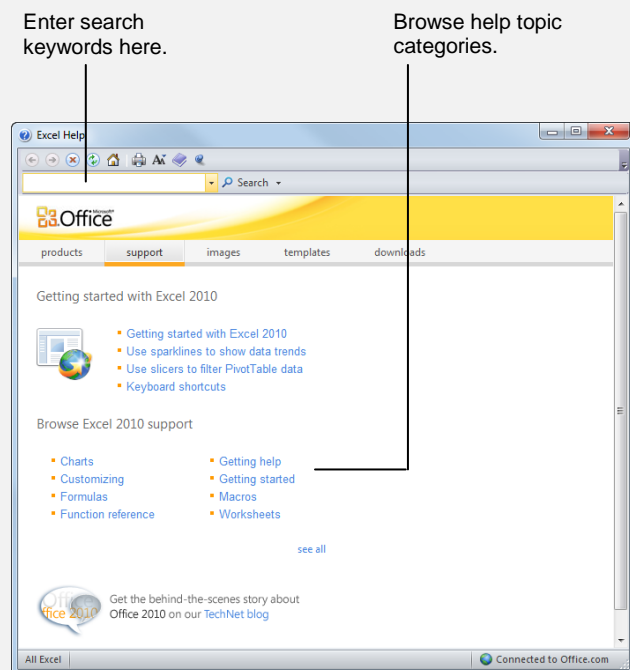 Enter search
keywords here.
Browse help topic
categories.
Excel Help
Search
Microsoft
Office
products support images templates downloads
Getting started with Excel 2010
Getting started with Excel 2010
Use sparklines to show data trends
Use slicers to filter PivotTable data
Keyboard shortcuts
Browse Excel 2010 support
Charts
Customizing
Formulas
Function reference
Getting help
Getting started
Macros
Worksheets
see all
Office
ffice 2010
Get the behind-the-scenes story about
Office 2010 on our TechNet blog
All Excel
Connected to Office.com